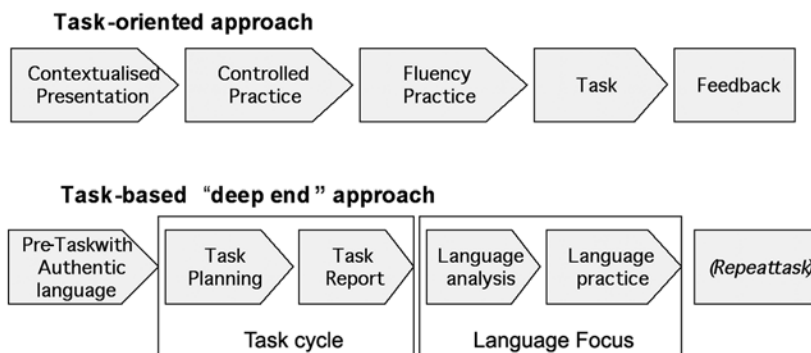 Task-oriented approach
Contextualised
Presentation
Controlled
Practice
Fluency
Practice
Task
Feedback
Task-based “deep end” approach
Pre-Taskwith
Authentic
language
Task
Planning
Task
Report
Language
analysis
Language
practice
(Repeattask)
Task cycle
Language Focus